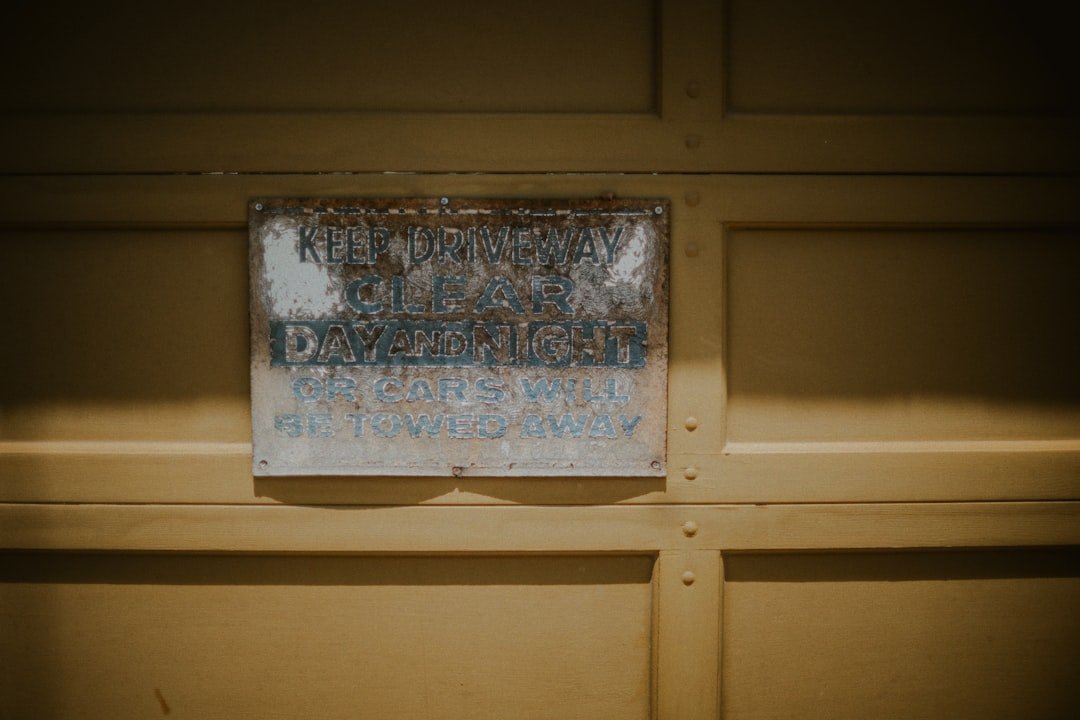 KEEP DRIVEWAY
CLEAR
DAY AND NIGHT
OR CARS WILL
BE TOWED AWAY